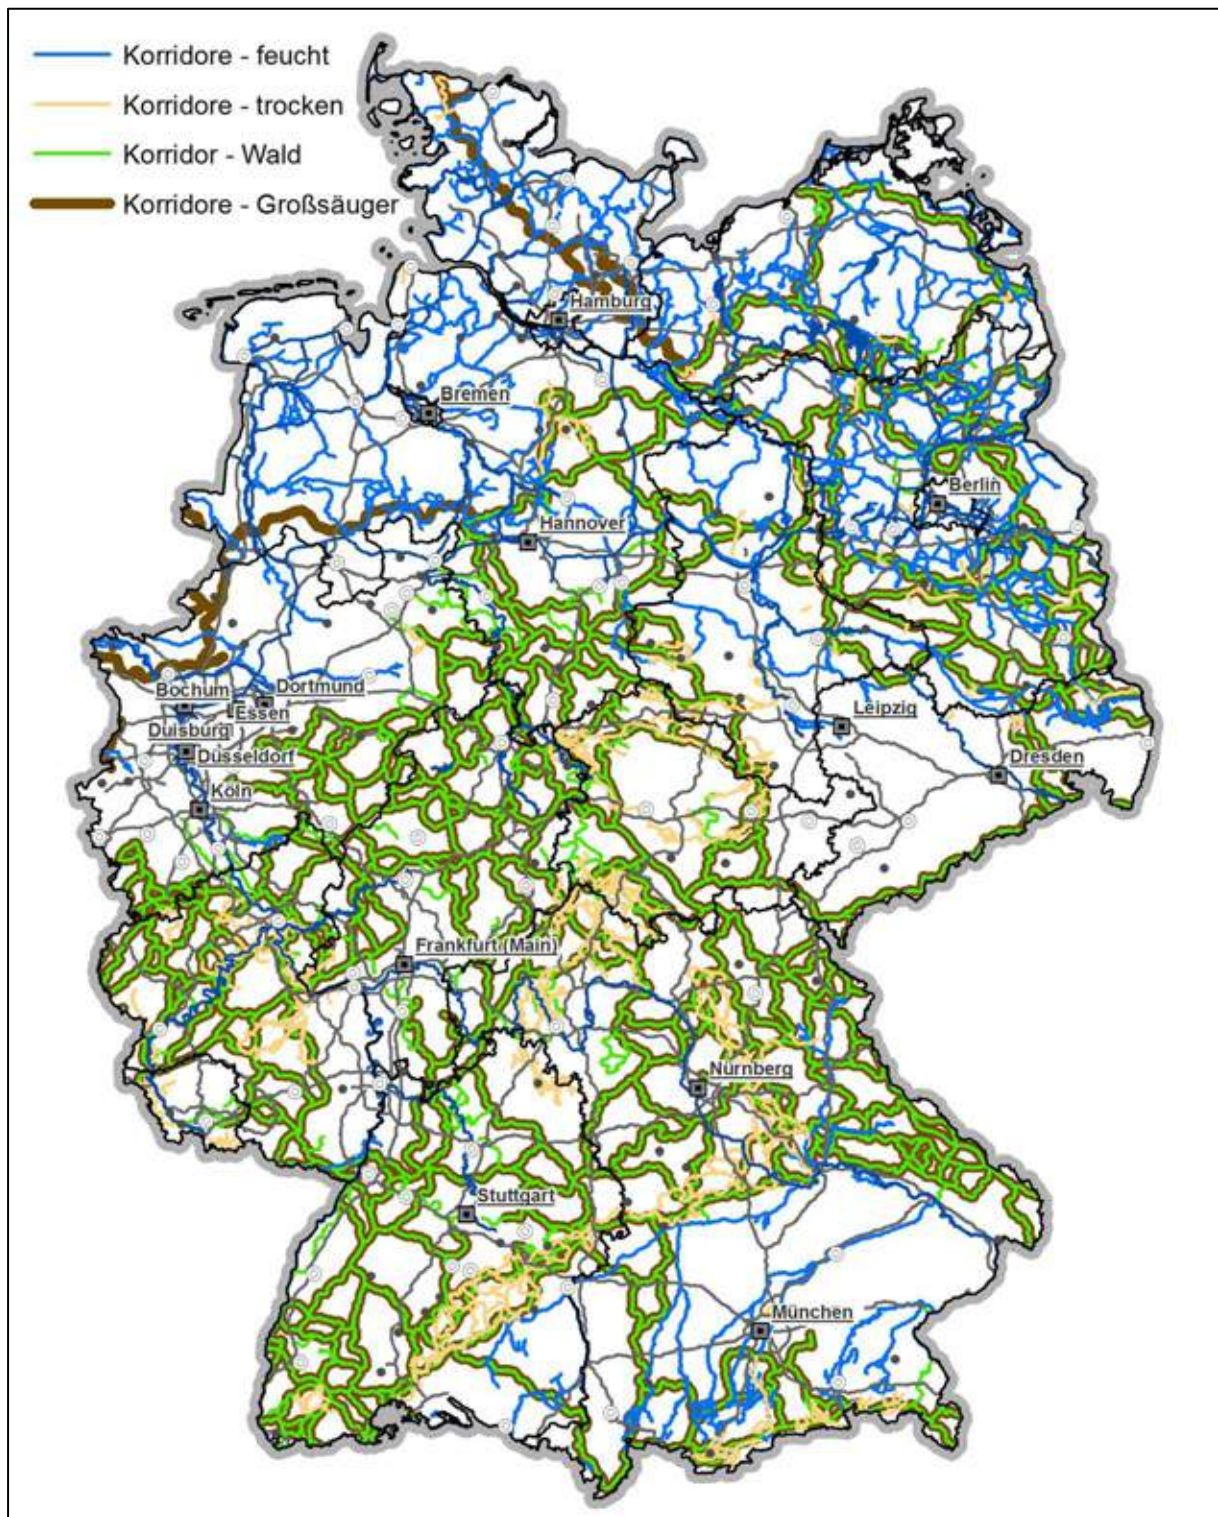 Korridore - feucht
Korridore - trocken
Korridor - Wald
Korridore - Großsäuger
Hamburg
Bremen
Berlin
Hannover
Bochum
Dortmund
Essen
Duisburg
Düsseldorf
Köln
Leipzig
Dresden
Frankfurt (Main)
Nürnberg
Stuttgart
München